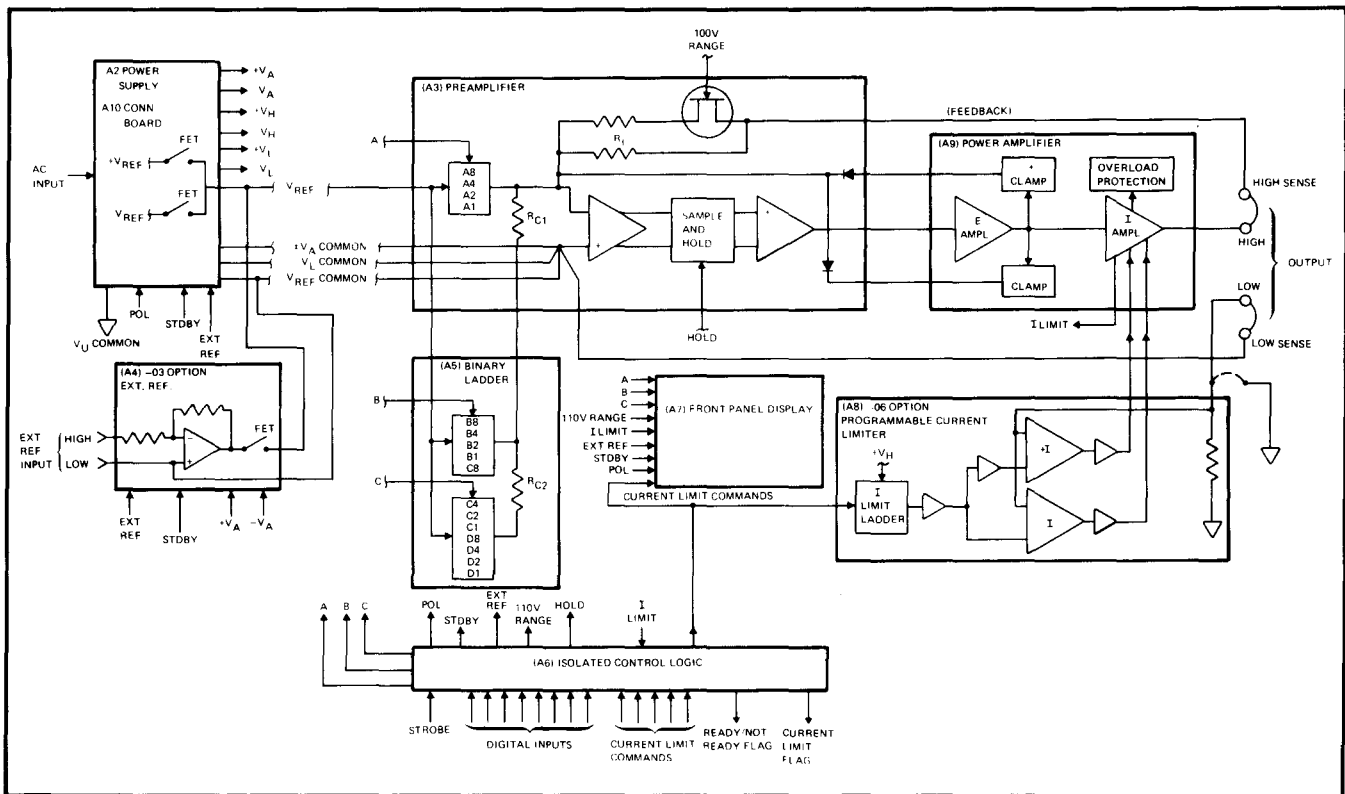 100V
RANGE
A2 POWER
SUPPLY
A10 CONN
BOARD
FET
+VREF
FET
VREF
AC
INPUT
+VA
VA
+VH
VH
+VL
VL
VREF
±VA COMMON
VL COMMON
VREF COMMON
POL
STDBY
EXT
REF
VU COMMON
(A3) PREAMPLIFIER
A
A8
A4
A2
A1
RC1
Rf
+
SAMPLE
AND
HOLD
+
HOLD
(FEEDBACK)
(A9) POWER AMPLIFIER
+
CLAMP
OVERLOAD
PROTECTION
E
AMPL
I
AMPL
CLAMP
I LIMIT
HIGH SENSE
HIGH
OUTPUT
LOW
LOW SENSE
(A4) -03 OPTION
EXT. REF.
EXT
REF
INPUT
HIGH
LOW
-
+
FET
EXT
REF
STDBY
+VA
-VA
(A5) BINARY
LADDER
B
B8
B4
B2
B1
C8
RC2
C
C4
C2
C1
D8
D4
D2
D1
A
B
C
110V RANGE
I LIMIT
EXT REF
STDBY
POL
(A7) FRONT PANEL DISPLAY
CURRENT LIMIT COMMANDS
(A8) -06 OPTION
PROGRAMMABLE CURRENT
LIMITER
+VH
I
LIMIT
LADDER
+I
I
A
B
C
POL
STDBY
EXT
REF
110V
RANGE
HOLD
I
LIMIT
(A6) ISOLATED CONTROL LOGIC
STROBE
DIGITAL INPUTS
CURRENT LIMIT
COMMANDS
READY/NOT
READY FLAG
CURRENT
LIMIT
FLAG